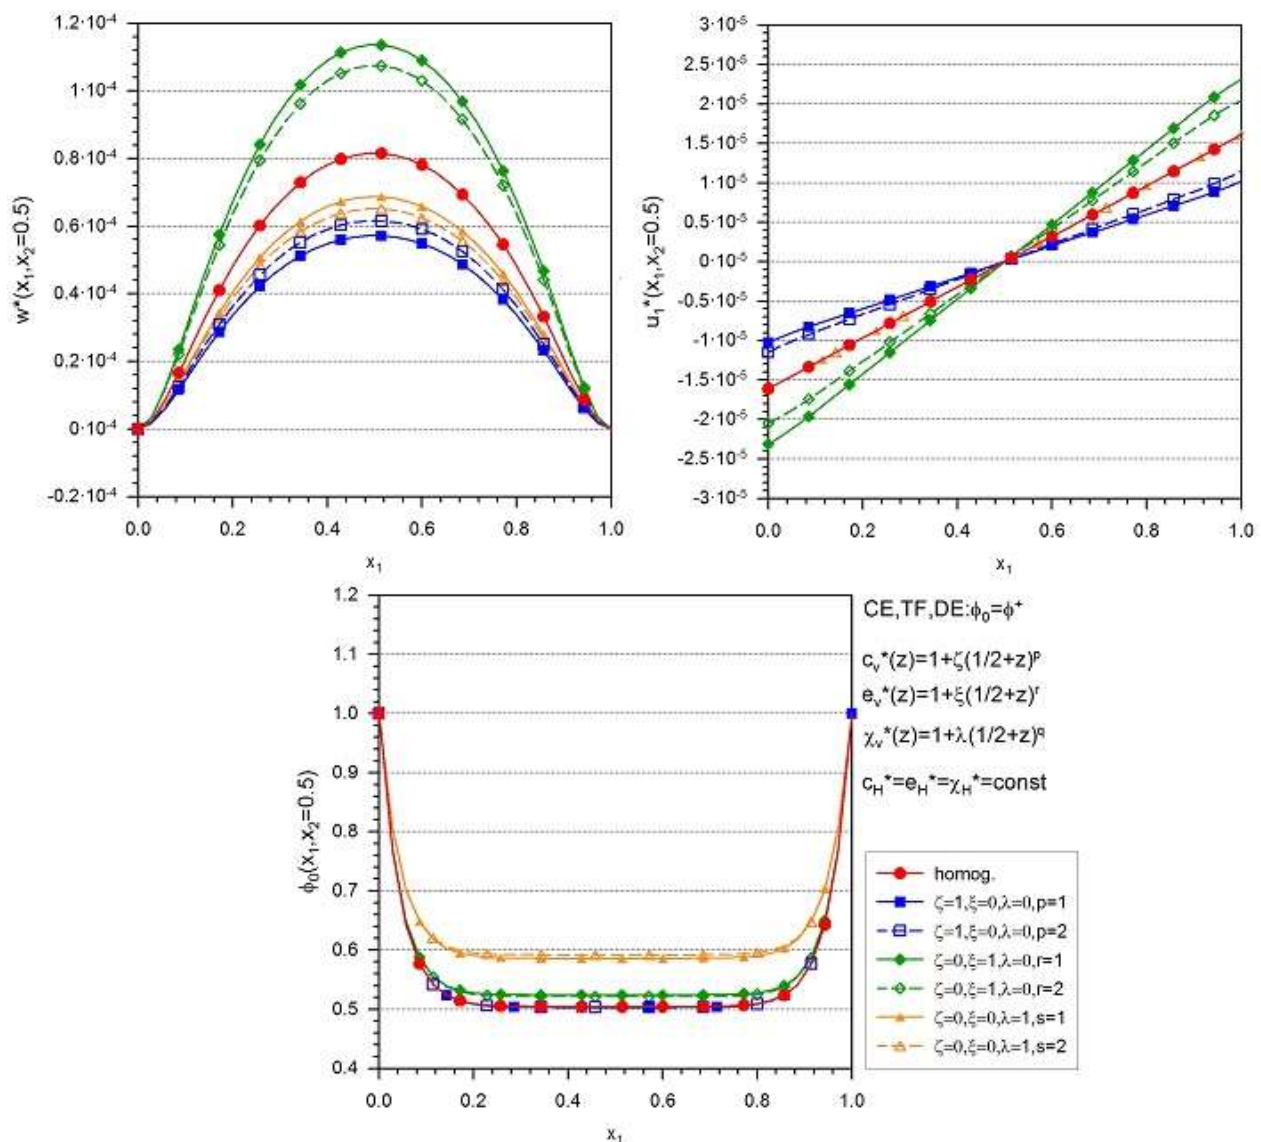 1.2·10⁻⁴
1·10⁻⁴
0.8·10⁻⁴
0.6·10⁻⁴
0.4·10⁻⁴
0.2·10⁻⁴
0·10⁻⁴
-0.2·10⁻⁴
w*(x₁,x₂=0.5)
0.0 0.2 0.4 0.6 0.8 1.0
x₁
3·10⁻⁵
2.5·10⁻⁵
2·10⁻⁵
1.5·10⁻⁵
1·10⁻⁵
0.5·10⁻⁵
0·10⁻⁵
-0.5·10⁻⁵
-1·10⁻⁵
-1.5·10⁻⁵
-2·10⁻⁵
-2.5·10⁻⁵
-3·10⁻⁵
u₁*(x₁,x₂=0.5)
0.0 0.2 0.4 0.6 0.8 1.0
x₁
1.2
1.1
1.0
0.9
0.8
0.7
0.6
0.5
0.4
ϕ₀(x₁,x₂=0.5)
0.0 0.2 0.4 0.6 0.8 1.0
x₁
CE,TF,DE:ϕ₀=ϕ⁺
cᵥ*(z)=1+ζ(1/2+z)ᵖ
eᵥ*(z)=1+ξ(1/2+z)ʳ
χᵥ*(z)=1+λ(1/2+z)^q
c_H*=e_H*=χ_H*=const
homog.
ζ=1,ξ=0,λ=0,p=1
ζ=1,ξ=0,λ=0,p=2
ζ=0,ξ=1,λ=0,r=1
ζ=0,ξ=1,λ=0,r=2
ζ=0,ξ=0,λ=1,s=1
ζ=0,ξ=0,λ=1,s=2